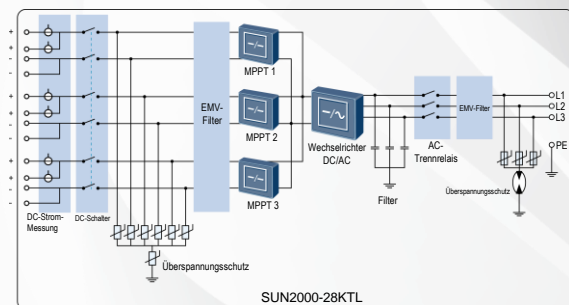 +
+
-
-
+
+
-
-
+
+
-
-
DC-Strom-
Messung
DC-Schalter
EMV-
Filter
MPPT 1
MPPT 2
MPPT 3
Überspannungsschutz
Wechselrichter
DC/AC
Filter
AC-
Trennrelais
EMV-Filter
L1
L2
L3
PE
Überspannungsschutz
SUN2000-28KTL